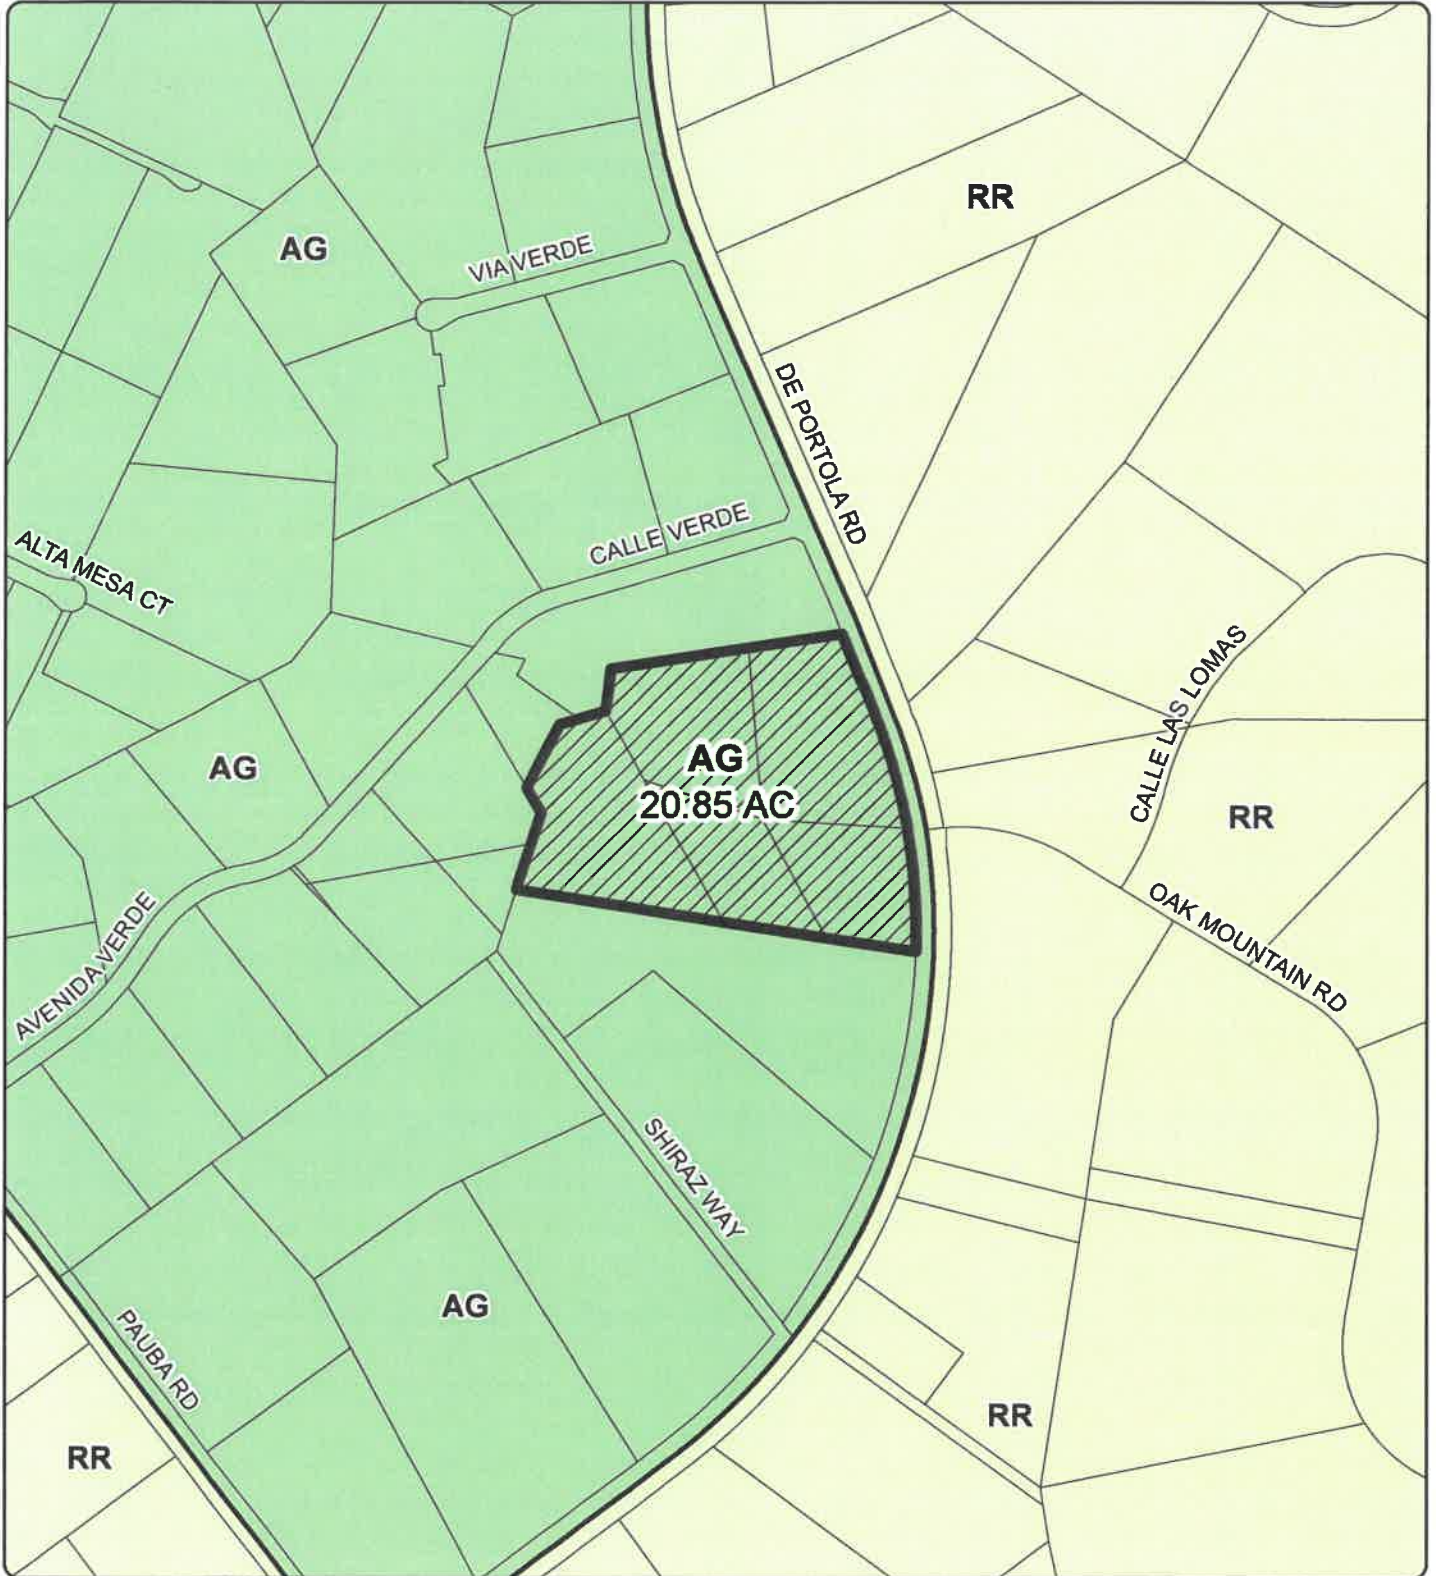 RR
AG
VIA VERDE
DE PORTOLA RD
CALLE VERDE
ALTA MESA CT
CALLE LAS LOMAS
AG
AG
20.85 AC
RR
OAK MOUNTAIN RD
AVENIDA VERDE
SHIRAZ WAY
AG
PAUBA RD
RR
RR